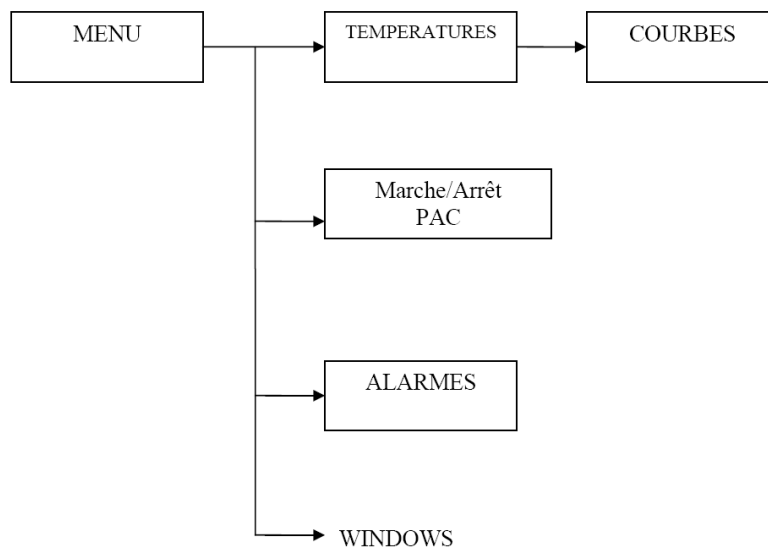 MENU
TEMPERATURES
COURBES
Marche/Arrêt
PAC
ALARMES
WINDOWS